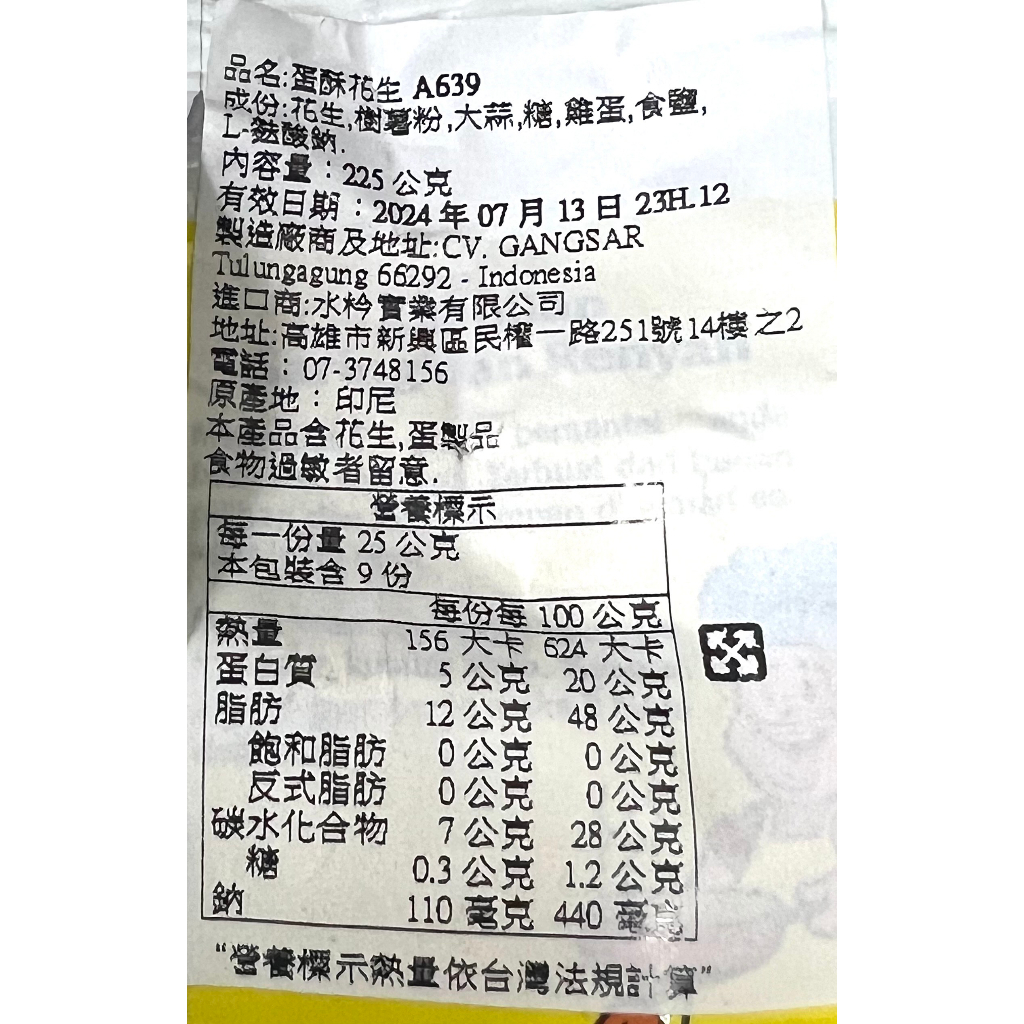 品名:蛋酥花生 A639
成份:花生,樹薯粉,大蒜,糖,雞蛋,食鹽,
L-麩酸鈉.
內容量：225 公克
有效日期：2024 年 07 月 13 日 23H.12
製造廠商及地址:CV. GANGSAR
Tulungagung 66292 - Indonesia
進口商:水柃實業有限公司
地址:高雄市新興區民權一路251號14樓之2
電話：07-3748156
原產地：印尼
本產品含花生,蛋製品
食物過敏者留意.
營養標示
每一份量 25 公克
本包裝含 9 份
每份每 100 公克
熱量 156 大卡 624 大卡
蛋白質 5 公克 20 公克
脂肪 12 公克 48 公克
飽和脂肪 0 公克 0 公克
反式脂肪 0 公克 0 公克
碳水化合物 7 公克 28 公克
糖 0.3 公克 1.2 公克
鈉 110 毫克 440 毫克
"營養標示熱量依台灣法規計算"